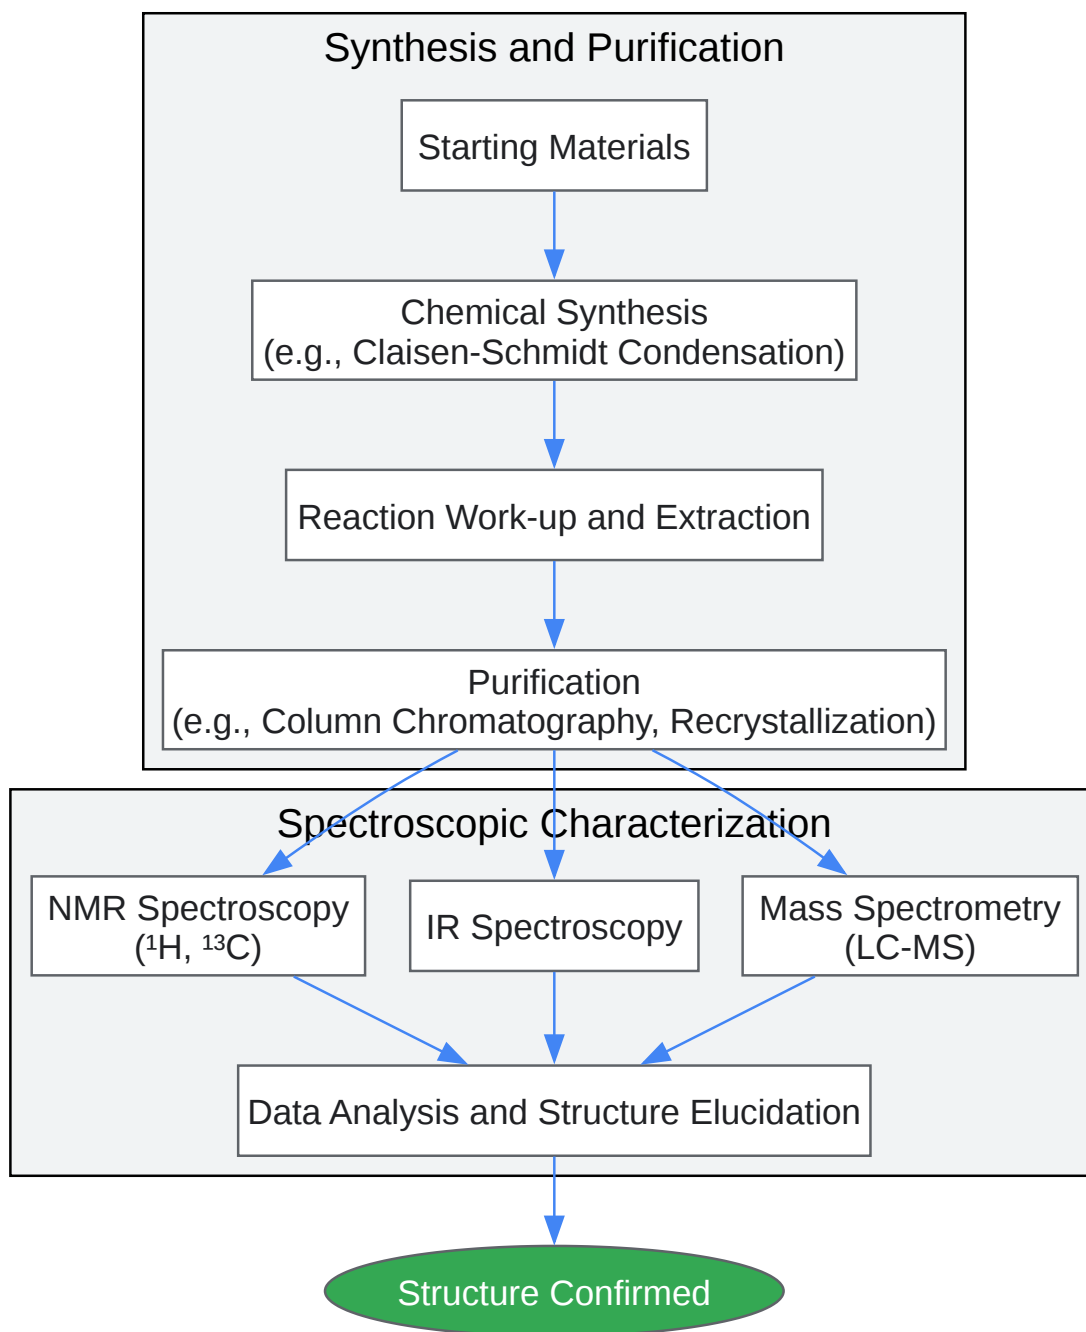 Synthesis and Purification
Starting Materials
Chemical Synthesis
(e.g., Claisen-Schmidt Condensation)
Reaction Work-up and Extraction
Purification
(e.g., Column Chromatography, Recrystallization)
Spectroscopic Characterization
NMR Spectroscopy
(¹H, ¹³C)
IR Spectroscopy
Mass Spectrometry
(LC-MS)
Data Analysis and Structure Elucidation
Structure Confirmed